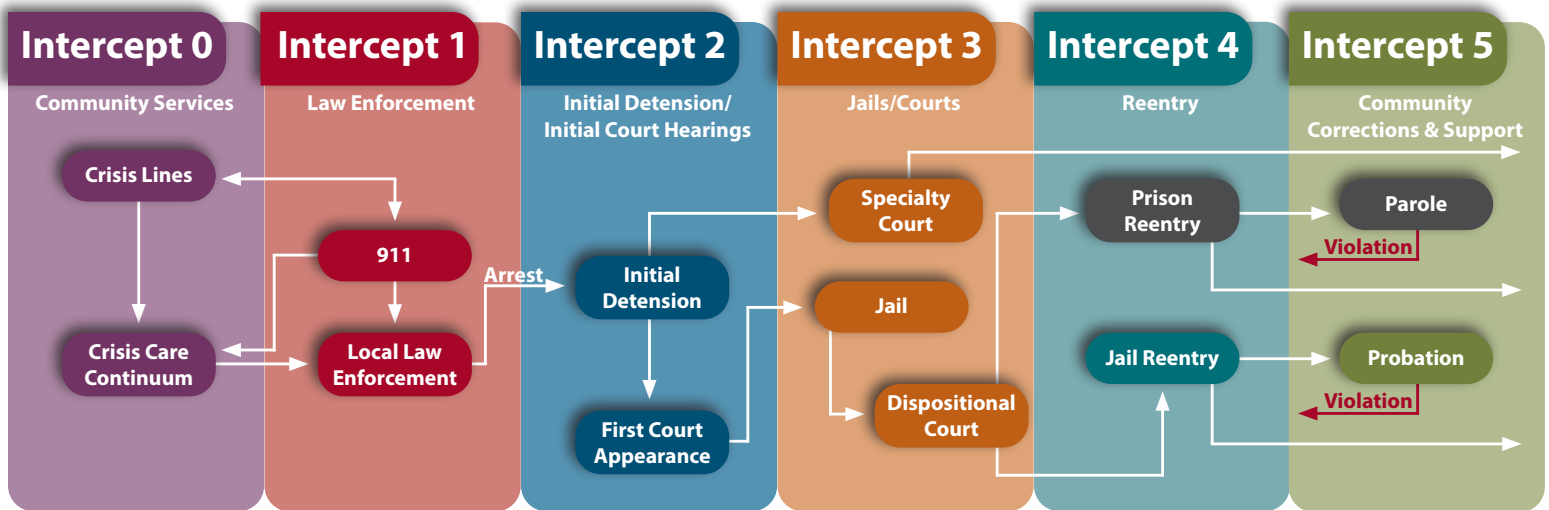 Intercept 0
Community Services
Crisis Lines
Crisis Care
Continuum
Intercept 1
Law Enforcement
911
Local Law
Enforcement
Arrest
Intercept 2
Initial Detension/
Initial Court Hearings
Initial
Detension
First Court
Appearance
Intercept 3
Jails/Courts
Specialty
Court
Jail
Dispositional
Court
Intercept 4
Reentry
Prison
Reentry
Jail Reentry
Intercept 5
Community
Corrections & Support
Parole
Violation
Probation
Violation